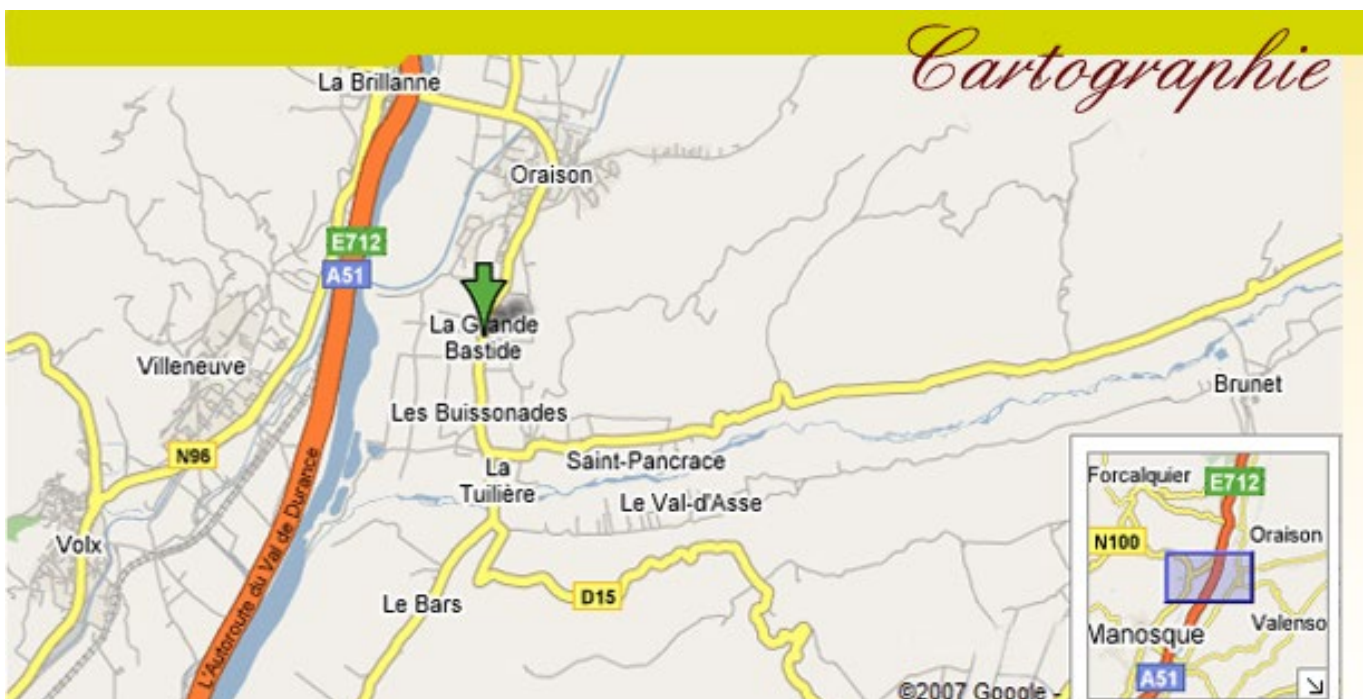 Cartographie
La Brillanne
Oraison
E712
A51
La Grande
Bastide
Villeneuve
Brunet
Les Buissonades
N96
La
Tuilière
Saint-Pancrace
Le Val-d'Asse
Volx
L'Autoroute du Val de Durance
Le Bars
D15
Forcalquier
E712
N100
Oraison
Manosque
Valenso
A51
©2007 Google -